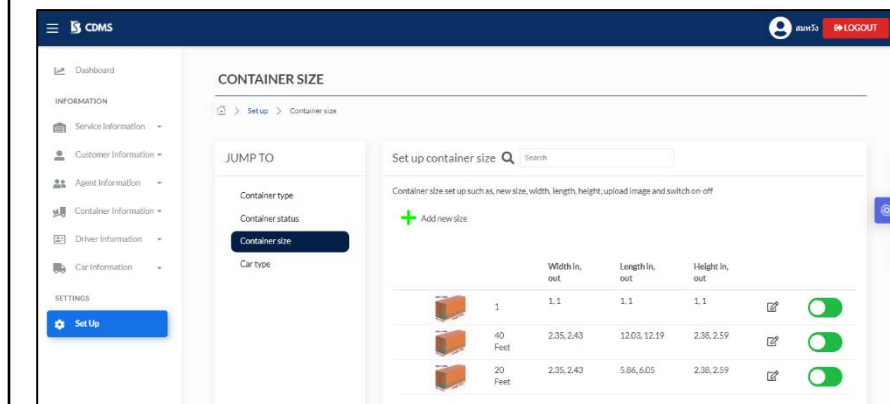 CDMS
สมหวัง
LOGOUT
Dashboard
INFORMATION
Service Information
Customer Information
Agent Information
Container Information
Driver Information
Car Information
SETTINGS
Set Up
CONTAINER SIZE
> Set up > Container size
JUMP TO
Container type
Container status
Container size
Car type
Set up container size
Search
Container size set up such as, new size, width, length, height, upload image and switch on-off
Add new size
Width in, out
Length in, out
Height in, out
1 1, 1 1, 1 1, 1
40 Feet 2.35, 2.43 12.03, 12.19 2.38, 2.59
20 Feet 2.35, 2.43 5.86, 6.05 2.38, 2.59